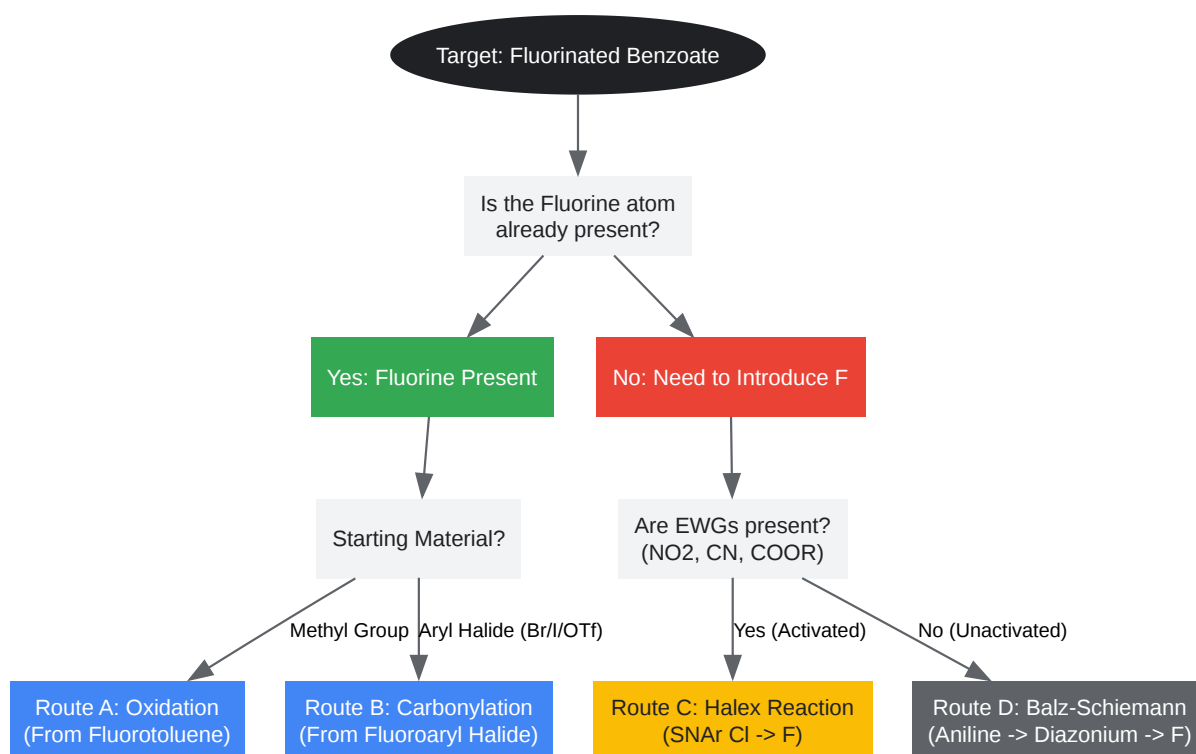 Target: Fluorinated Benzoate
Is the Fluorine atom
already present?
Yes: Fluorine Present
No: Need to Introduce F
Starting Material?
Are EWGs present?
(NO2, CN, COOR)
Methyl Group
Aryl Halide (Br/I/OTf)
Yes (Activated)
No (Unactivated)
Route A: Oxidation
(From Fluorotoluene)
Route B: Carbonylation
(From Fluoroaryl Halide)
Route C: Halex Reaction
(SNAr Cl -> F)
Route D: Balz-Schiemann
(Aniline -> Diazonium -> F)